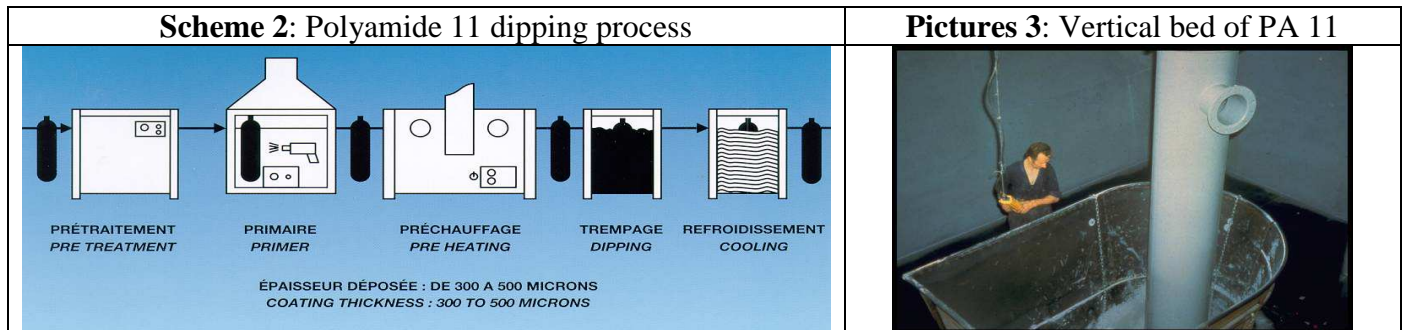 Scheme 2: Polyamide 11 dipping process
Pictures 3: Vertical bed of PA 11
PRÉTRAITEMENT
PRE TREATMENT
PRIMAIRE
PRIMER
PRÉCHAUFFAGE
PRE HEATING
TREMPAGE
DIPPING
REFROIDISSEMENT
COOLING
ÉPAISSEUR DÉPOSÉE : DE 300 A 500 MICRONS
COATING THICKNESS : 300 TO 500 MICRONS